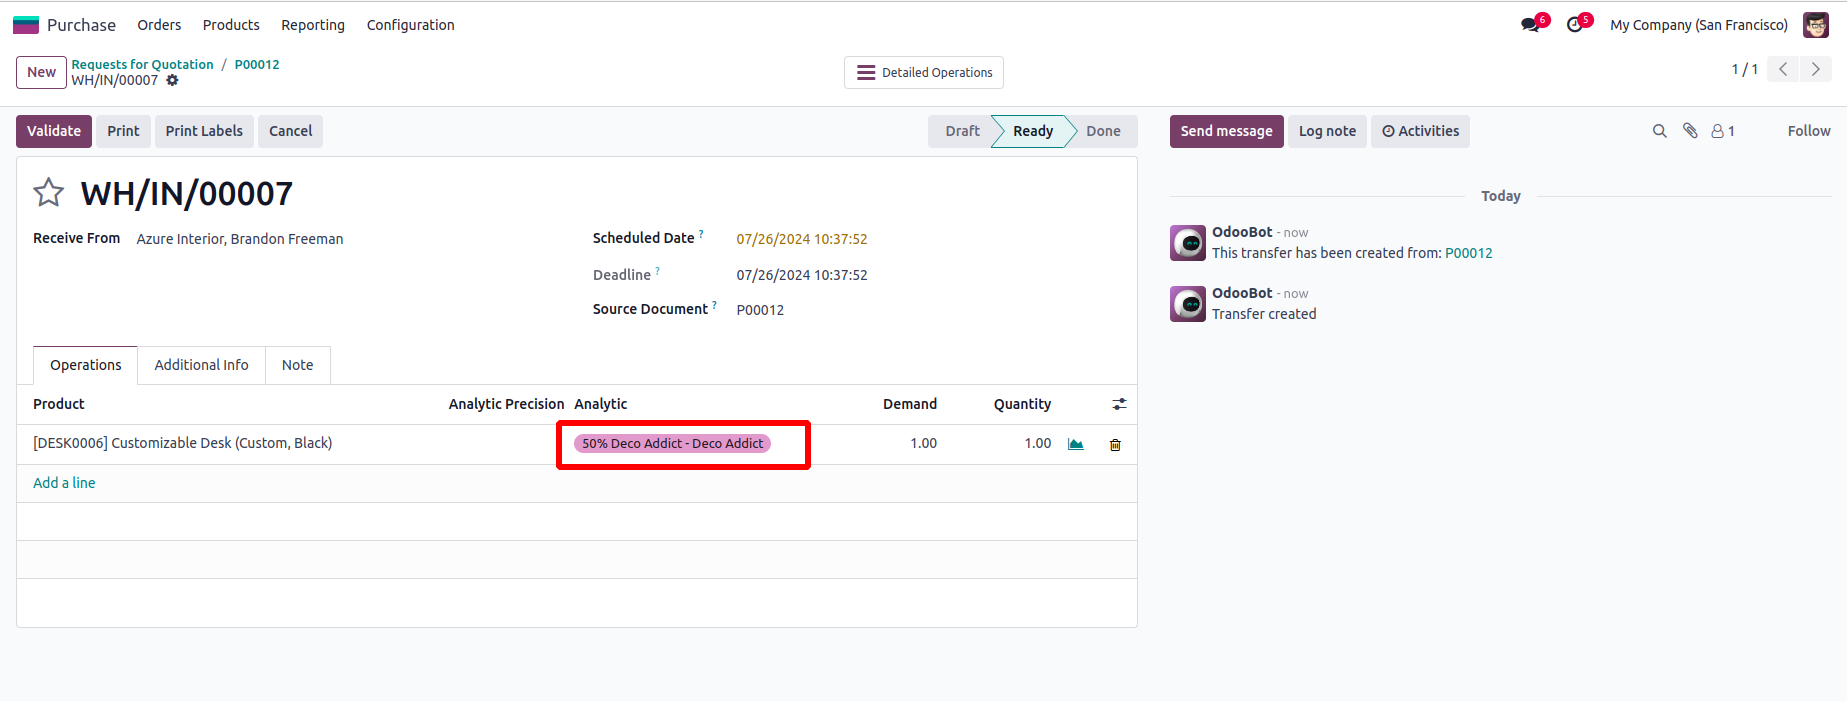 Purchase Orders Products Reporting Configuration 6 5 My Company (San Francisco)
New Requests for Quotation / P00012
WH/IN/00007
Detailed Operations
1 / 1
Validate Print Print Labels Cancel Draft Ready Done Send message Log note Activities 1 Follow
WH/IN/00007
Receive From Azure Interior, Brandon Freeman
Scheduled Date ? 07/26/2024 10:37:52
Deadline ? 07/26/2024 10:37:52
Source Document ? P00012
Operations Additional Info Note
Product Analytic Precision Analytic Demand Quantity
[DESK0006] Customizable Desk (Custom, Black) 50% Deco Addict - Deco Addict 1.00 1.00
Add a line
Today
OdooBot - now
This transfer has been created from: P00012
OdooBot - now
Transfer created